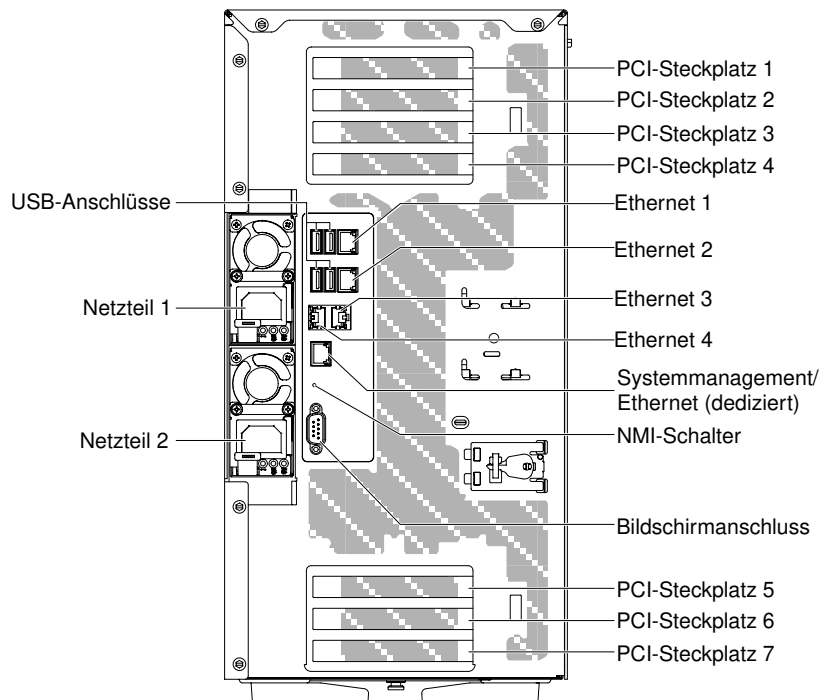 PCI-Steckplatz 1
PCI-Steckplatz 2
PCI-Steckplatz 3
PCI-Steckplatz 4
USB-Anschlüsse
Ethernet 1
Ethernet 2
Netzteil 1
Ethernet 3
Ethernet 4
Systemmanagement/
Ethernet (dediziert)
Netzteil 2
NMI-Schalter
Bildschirmanschluss
PCI-Steckplatz 5
PCI-Steckplatz 6
PCI-Steckplatz 7